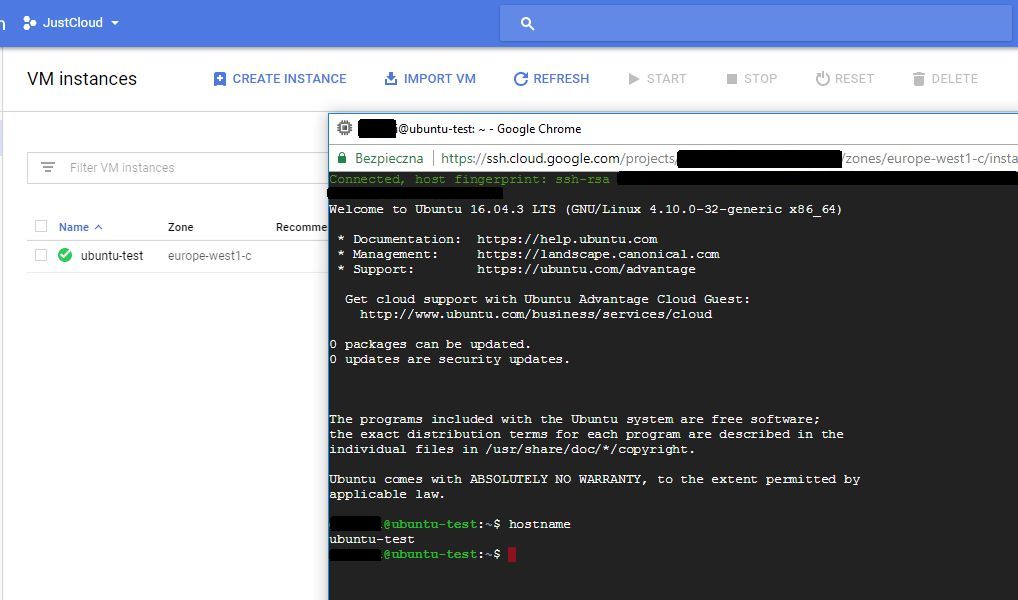 JustCloud
VM instances
CREATE INSTANCE
IMPORT VM
REFRESH
START
STOP
RESET
DELETE
Filter VM instances
Name
Zone
Recomme
ubuntu-test
europe-west1-c
i@ubuntu-test: ~ - Google Chrome
Bezpieczna
https://ssh.cloud.google.com/projects/ /zones/europe-west1-c/insta
Connected, host fingerprint: ssh-rsa
Welcome to Ubuntu 16.04.3 LTS (GNU/Linux 4.10.0-32-generic x86_64)
* Documentation: https://help.ubuntu.com
* Management: https://landscape.canonical.com
* Support: https://ubuntu.com/advantage
Get cloud support with Ubuntu Advantage Cloud Guest:
http://www.ubuntu.com/business/services/cloud
0 packages can be updated.
0 updates are security updates.
The programs included with the Ubuntu system are free software;
the exact distribution terms for each program are described in the
individual files in /usr/share/doc/*/copyright.
Ubuntu comes with ABSOLUTELY NO WARRANTY, to the extent permitted by
applicable law.
@ubuntu-test:~$ hostname
ubuntu-test
@ubuntu-test:~$